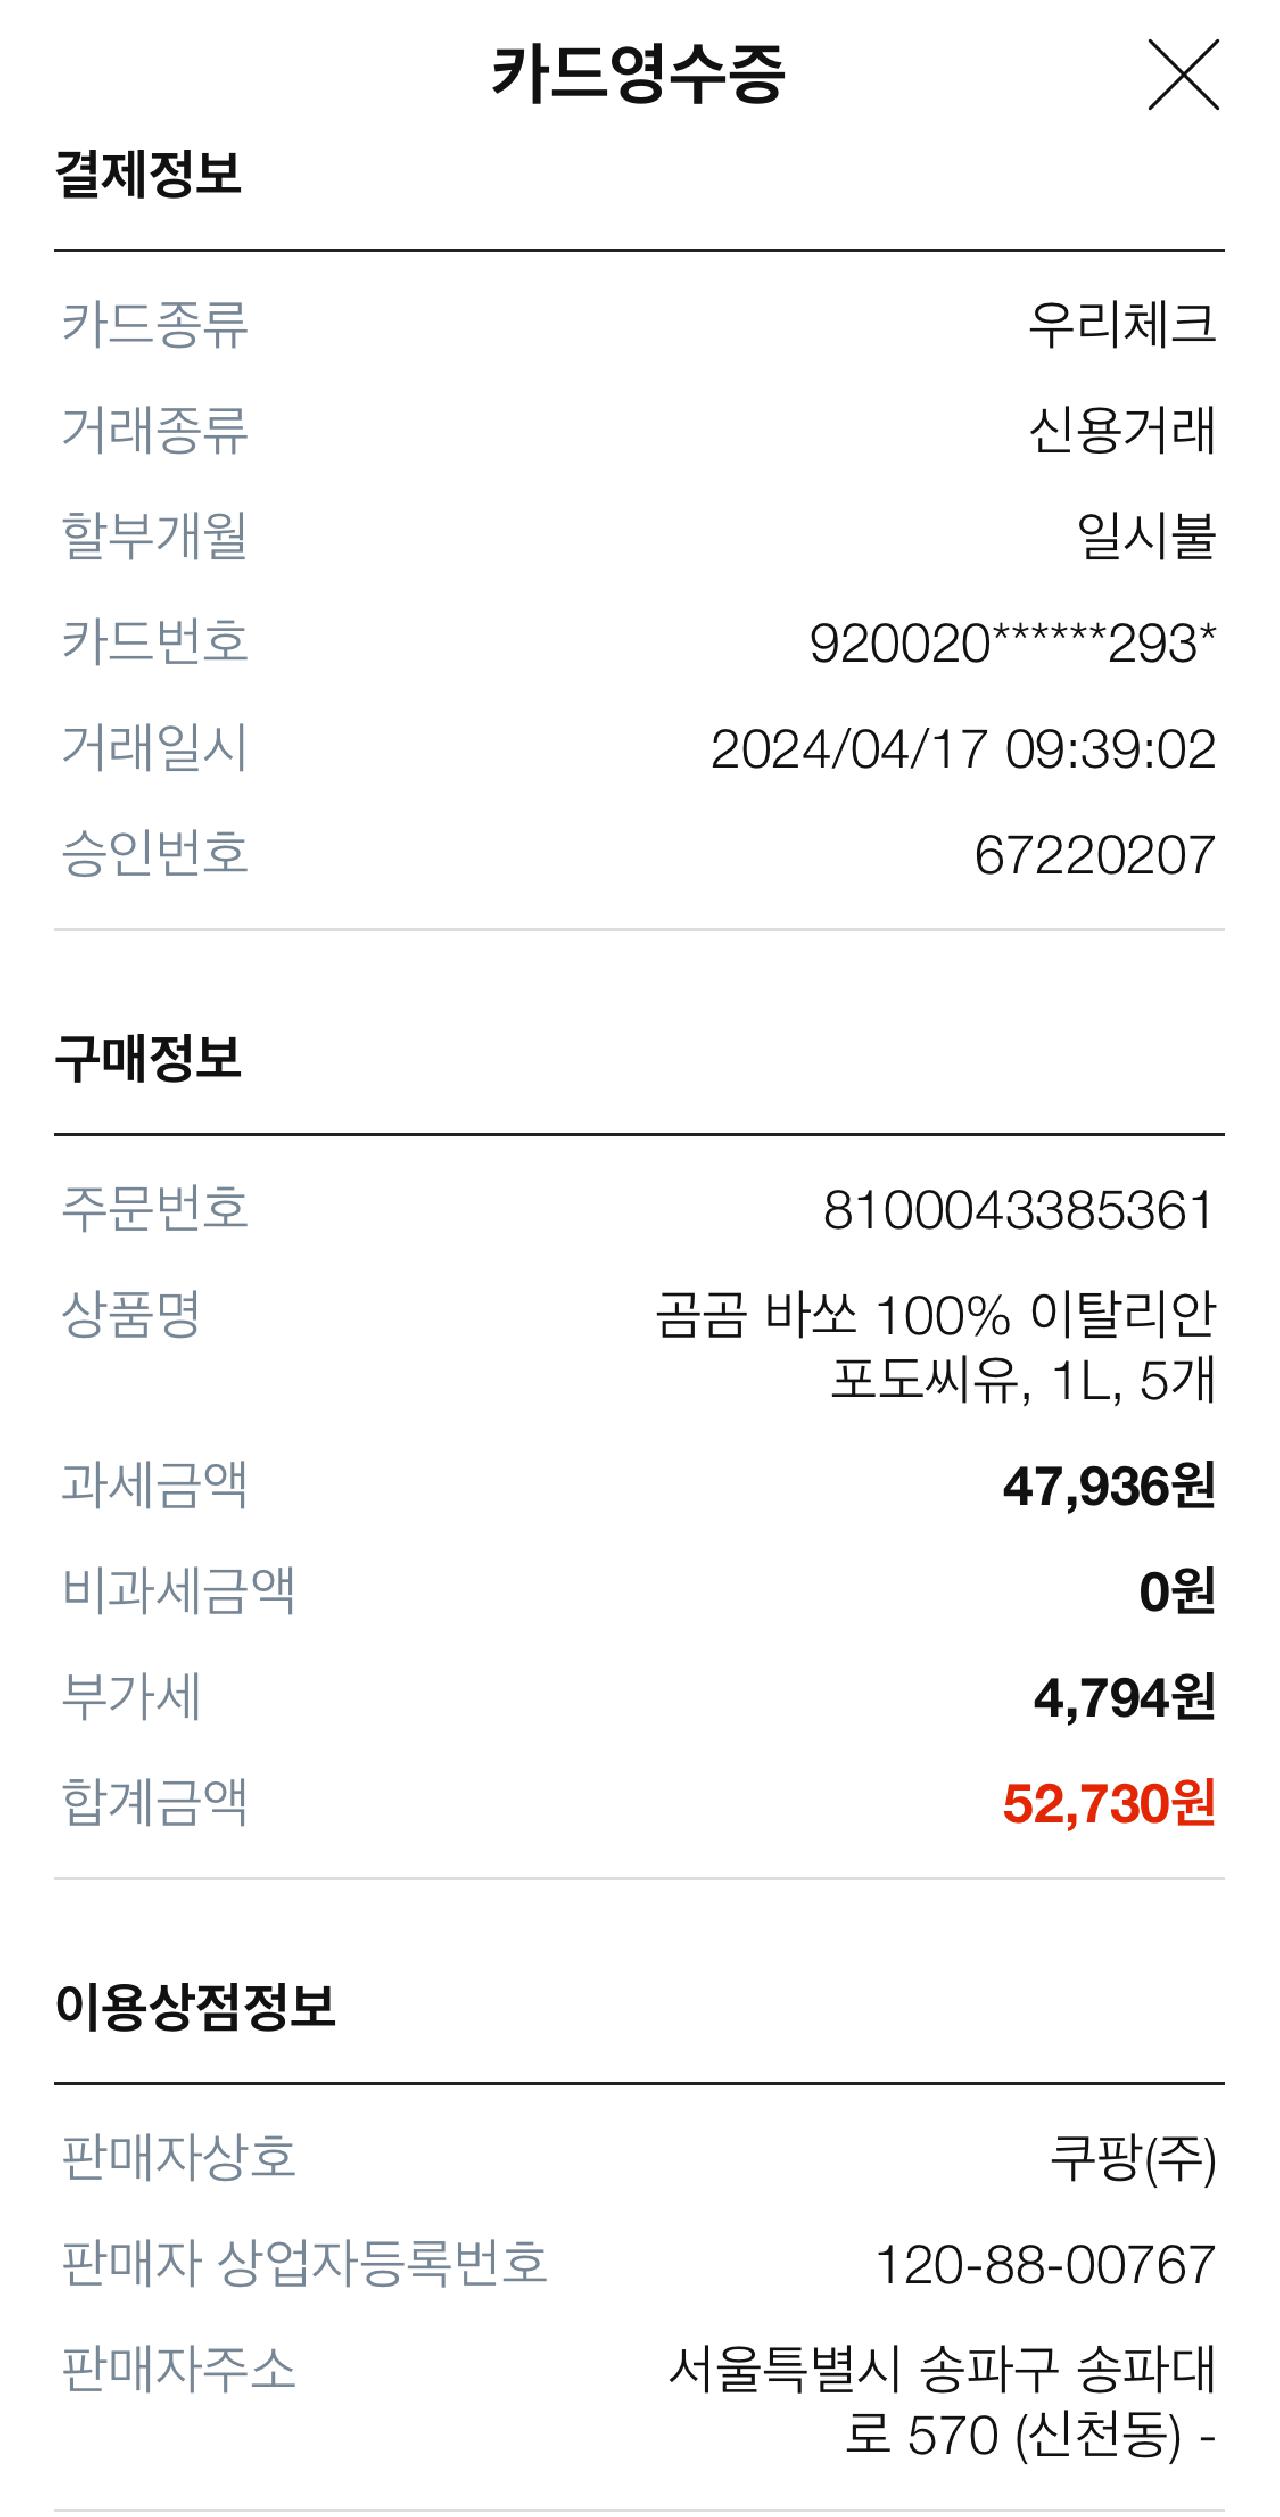 카드영수증
결제정보
카드종류 우리체크
거래종류 신용거래
할부개월 일시불
카드번호 920020******293*
거래일시 2024/04/17 09:39:02
승인번호 67220207
구매정보
주문번호 8100043385361
상품명 곰곰 바쏘 100% 이탈리안
포도씨유, 1L, 5개
과세금액 47,936원
비과세금액 0원
부가세 4,794원
합계금액 52,730원
이용상점정보
판매자상호 쿠팡(주)
판매자 상업자등록번호 120-88-00767
판매자주소 서울특별시 송파구 송파대
로 570 (신천동) -